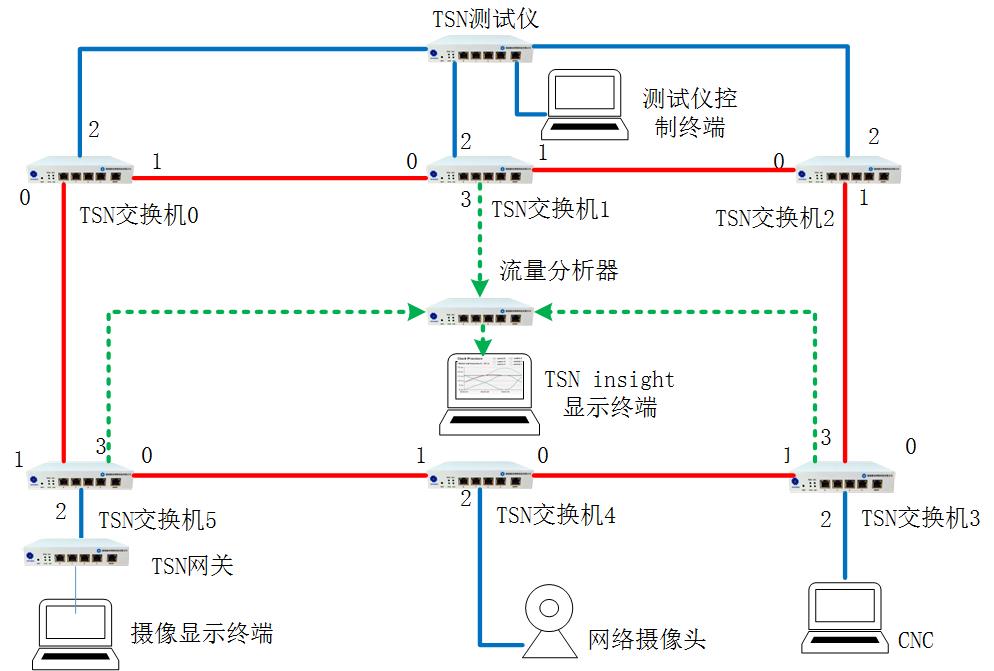 TSN测试仪
测试仪控
制终端
2
2
2
1
0
1
0
0
3
1
TSN交换机0
TSN交换机1
TSN交换机2
流量分析器
TSN insight
显示终端
1
3
0
1
0
1
3
0
2
2
2
TSN交换机5
TSN交换机4
TSN交换机3
TSN网关
摄像显示终端
网络摄像头
CNC